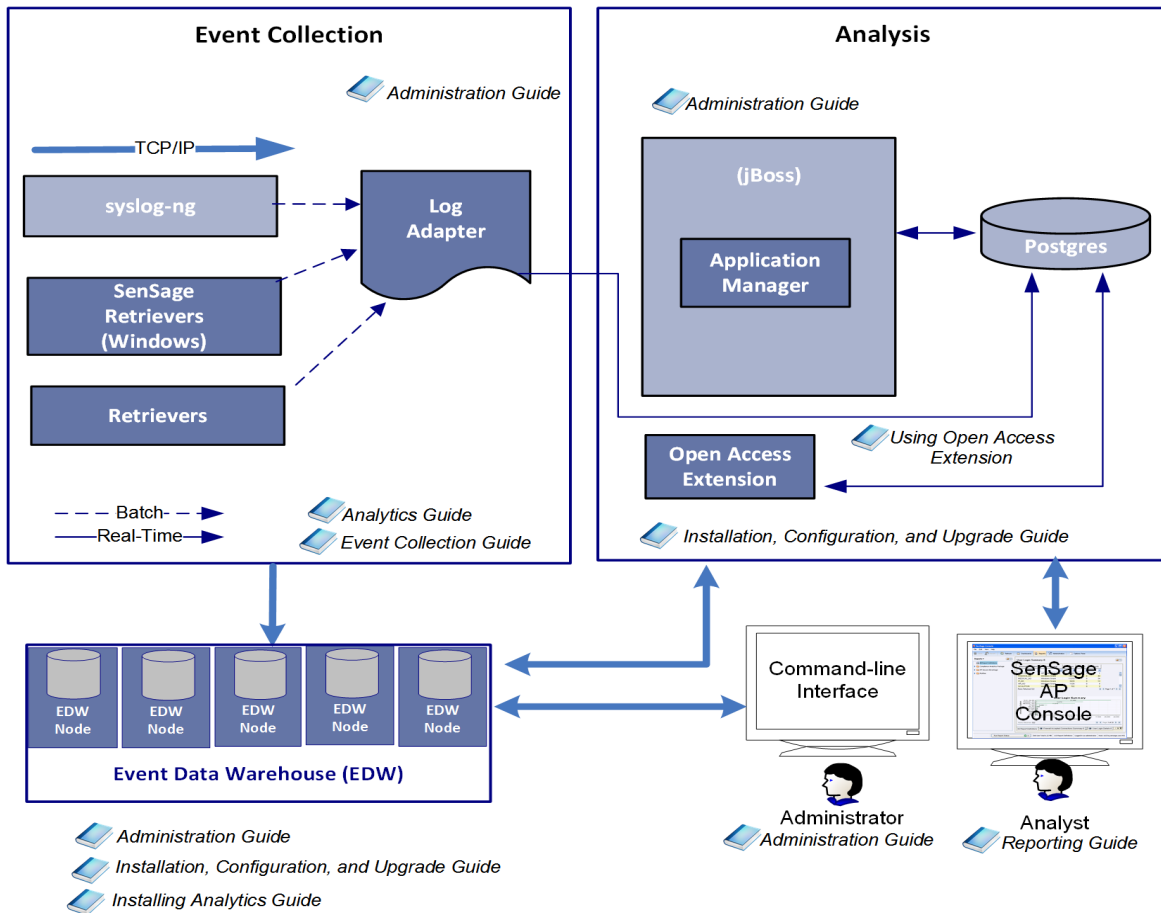 Event Collection
Administration Guide
TCP/IP
syslog-ng
Log
Adapter
SenSage
Retrievers
(Windows)
Retrievers
Batch
Real-Time
Analytics Guide
Event Collection Guide
Analysis
Administration Guide
(jBoss)
Application
Manager
Postgres
Using Open Access
Extension
Open Access
Extension
Installation, Configuration, and Upgrade Guide
EDW
Node
EDW
Node
EDW
Node
EDW
Node
EDW
Node
Event Data Warehouse (EDW)
Administration Guide
Installation, Configuration, and Upgrade Guide
Installing Analytics Guide
Command-line
Interface
Administrator
Administration Guide
SenSage
AP
Console
Analyst
Reporting Guide